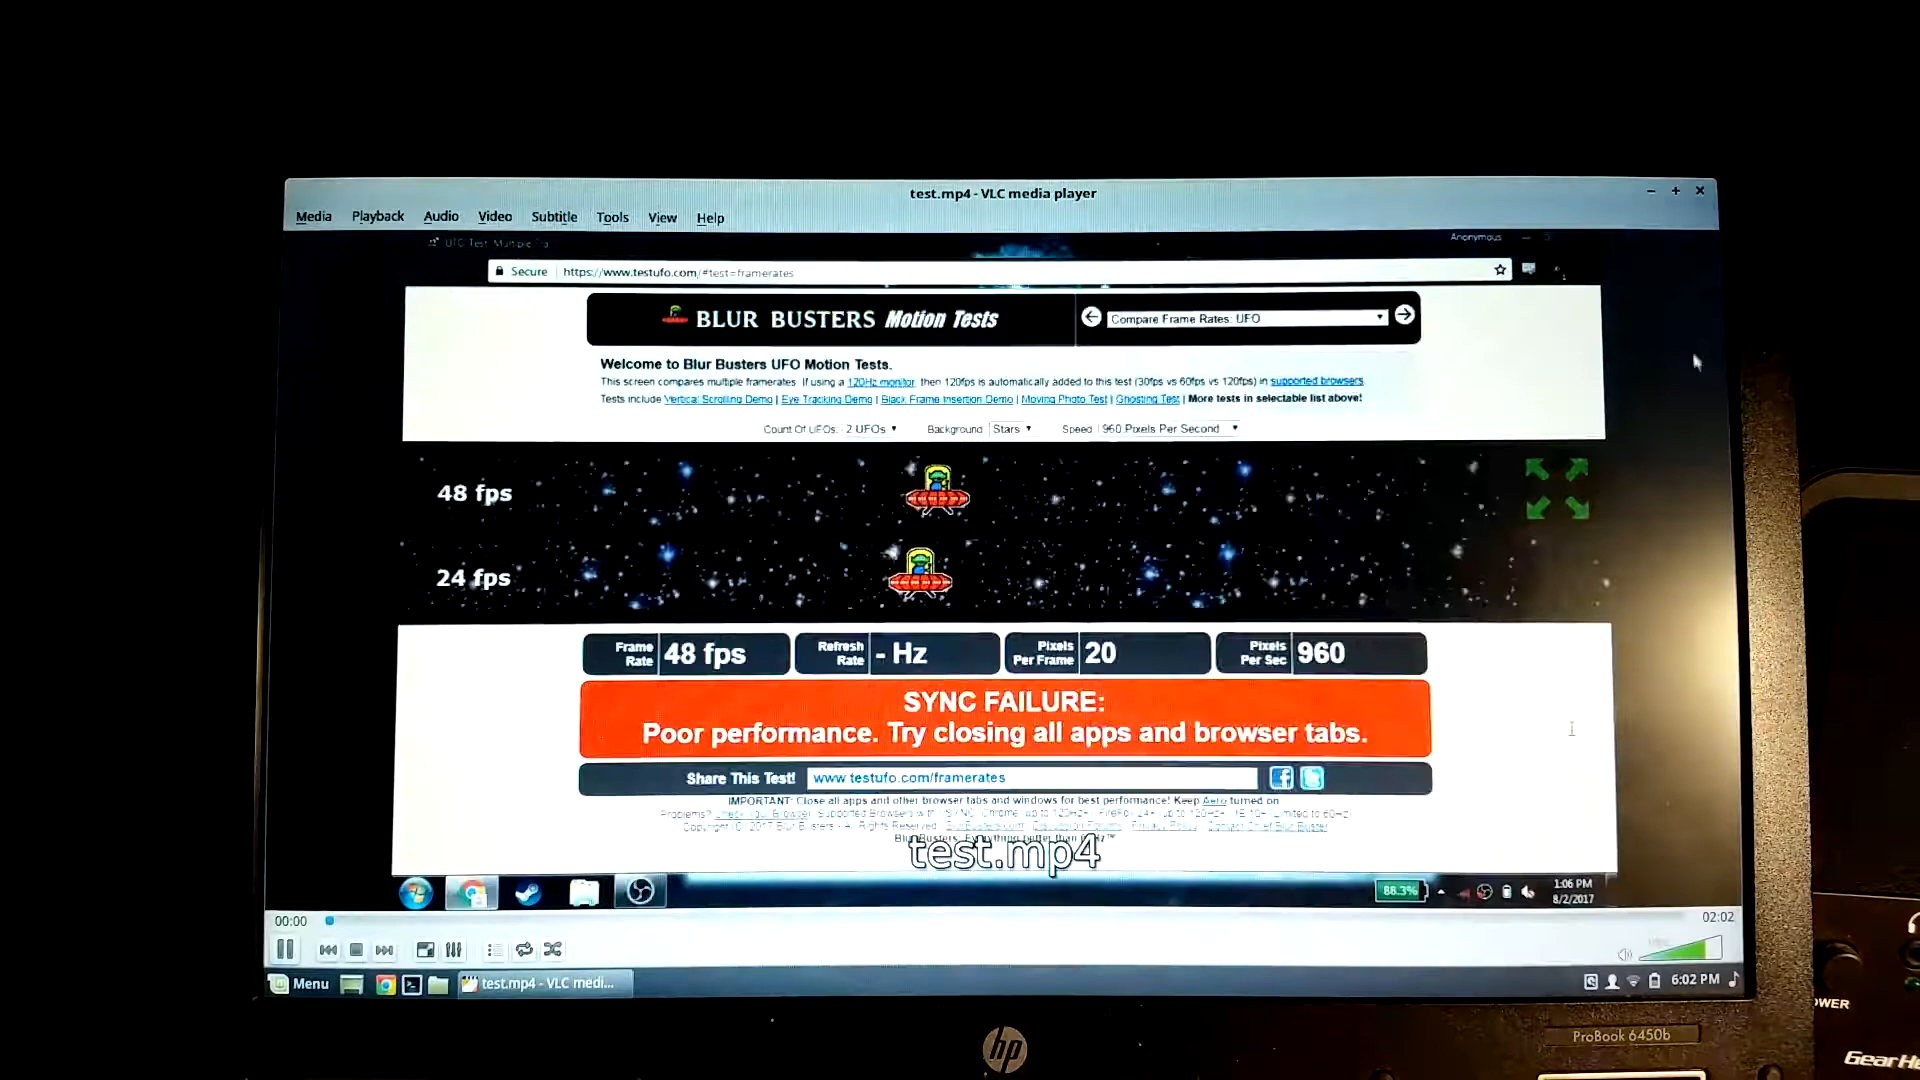 test.mp4 - VLC media player
Media Playback Audio Video Subtitle Tools View Help
Anonymous
Secure https://www.testufo.com/#test=framerates
BLUR BUSTERS Motion Tests
Compare Frame Rates: UFO
Welcome to Blur Busters UFO Motion Tests.
This screen compares multiple framerates. If using a 120Hz monitor, then 120fps is automatically added to this test (30fps vs 60fps vs 120fps) in supported browsers.
Tests include Vertical Scrolling Demo | Eye Tracking Demo | Black Frame Insertion Demo | Moving Photo Test | Ghosting Test | More tests in selectable list above!
Count Of UFOs: 2 UFOs Background Stars Speed 960 Pixels Per Second
48 fps
24 fps
Frame Rate 48 fps
Refresh Rate - Hz
Pixels Per Frame 20
Pixels Per Sec 960
SYNC FAILURE:
Poor performance. Try closing all apps and browser tabs.
Share This Test! www testufo.com/framerates
IMPORTANT: Close all apps and other browser tabs and windows for best performance! Keep Aero turned on
Problems? Check Your Browser
test.mp4
88.3%
1:06 PM
8/2/2017
00:00
02:02
Menu
test.mp4 - VLC medi...
6:02 PM
hp
ProBook 6450b
OWER